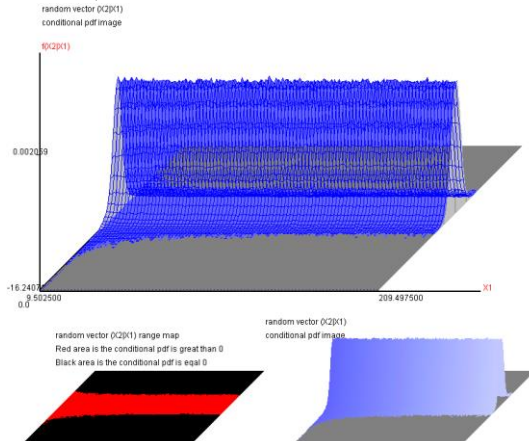 random vector (X2|X1)
conditional pdf image
f(X2|X1)
0.002059
-16.2407
9.502500
0.0
209.497500
X1
random vector (X2|X1) range map
Red area is the conditional pdf is great than 0
Black area is the conditional pdf is eqal 0
random vector (X2|X1)
conditional pdf image